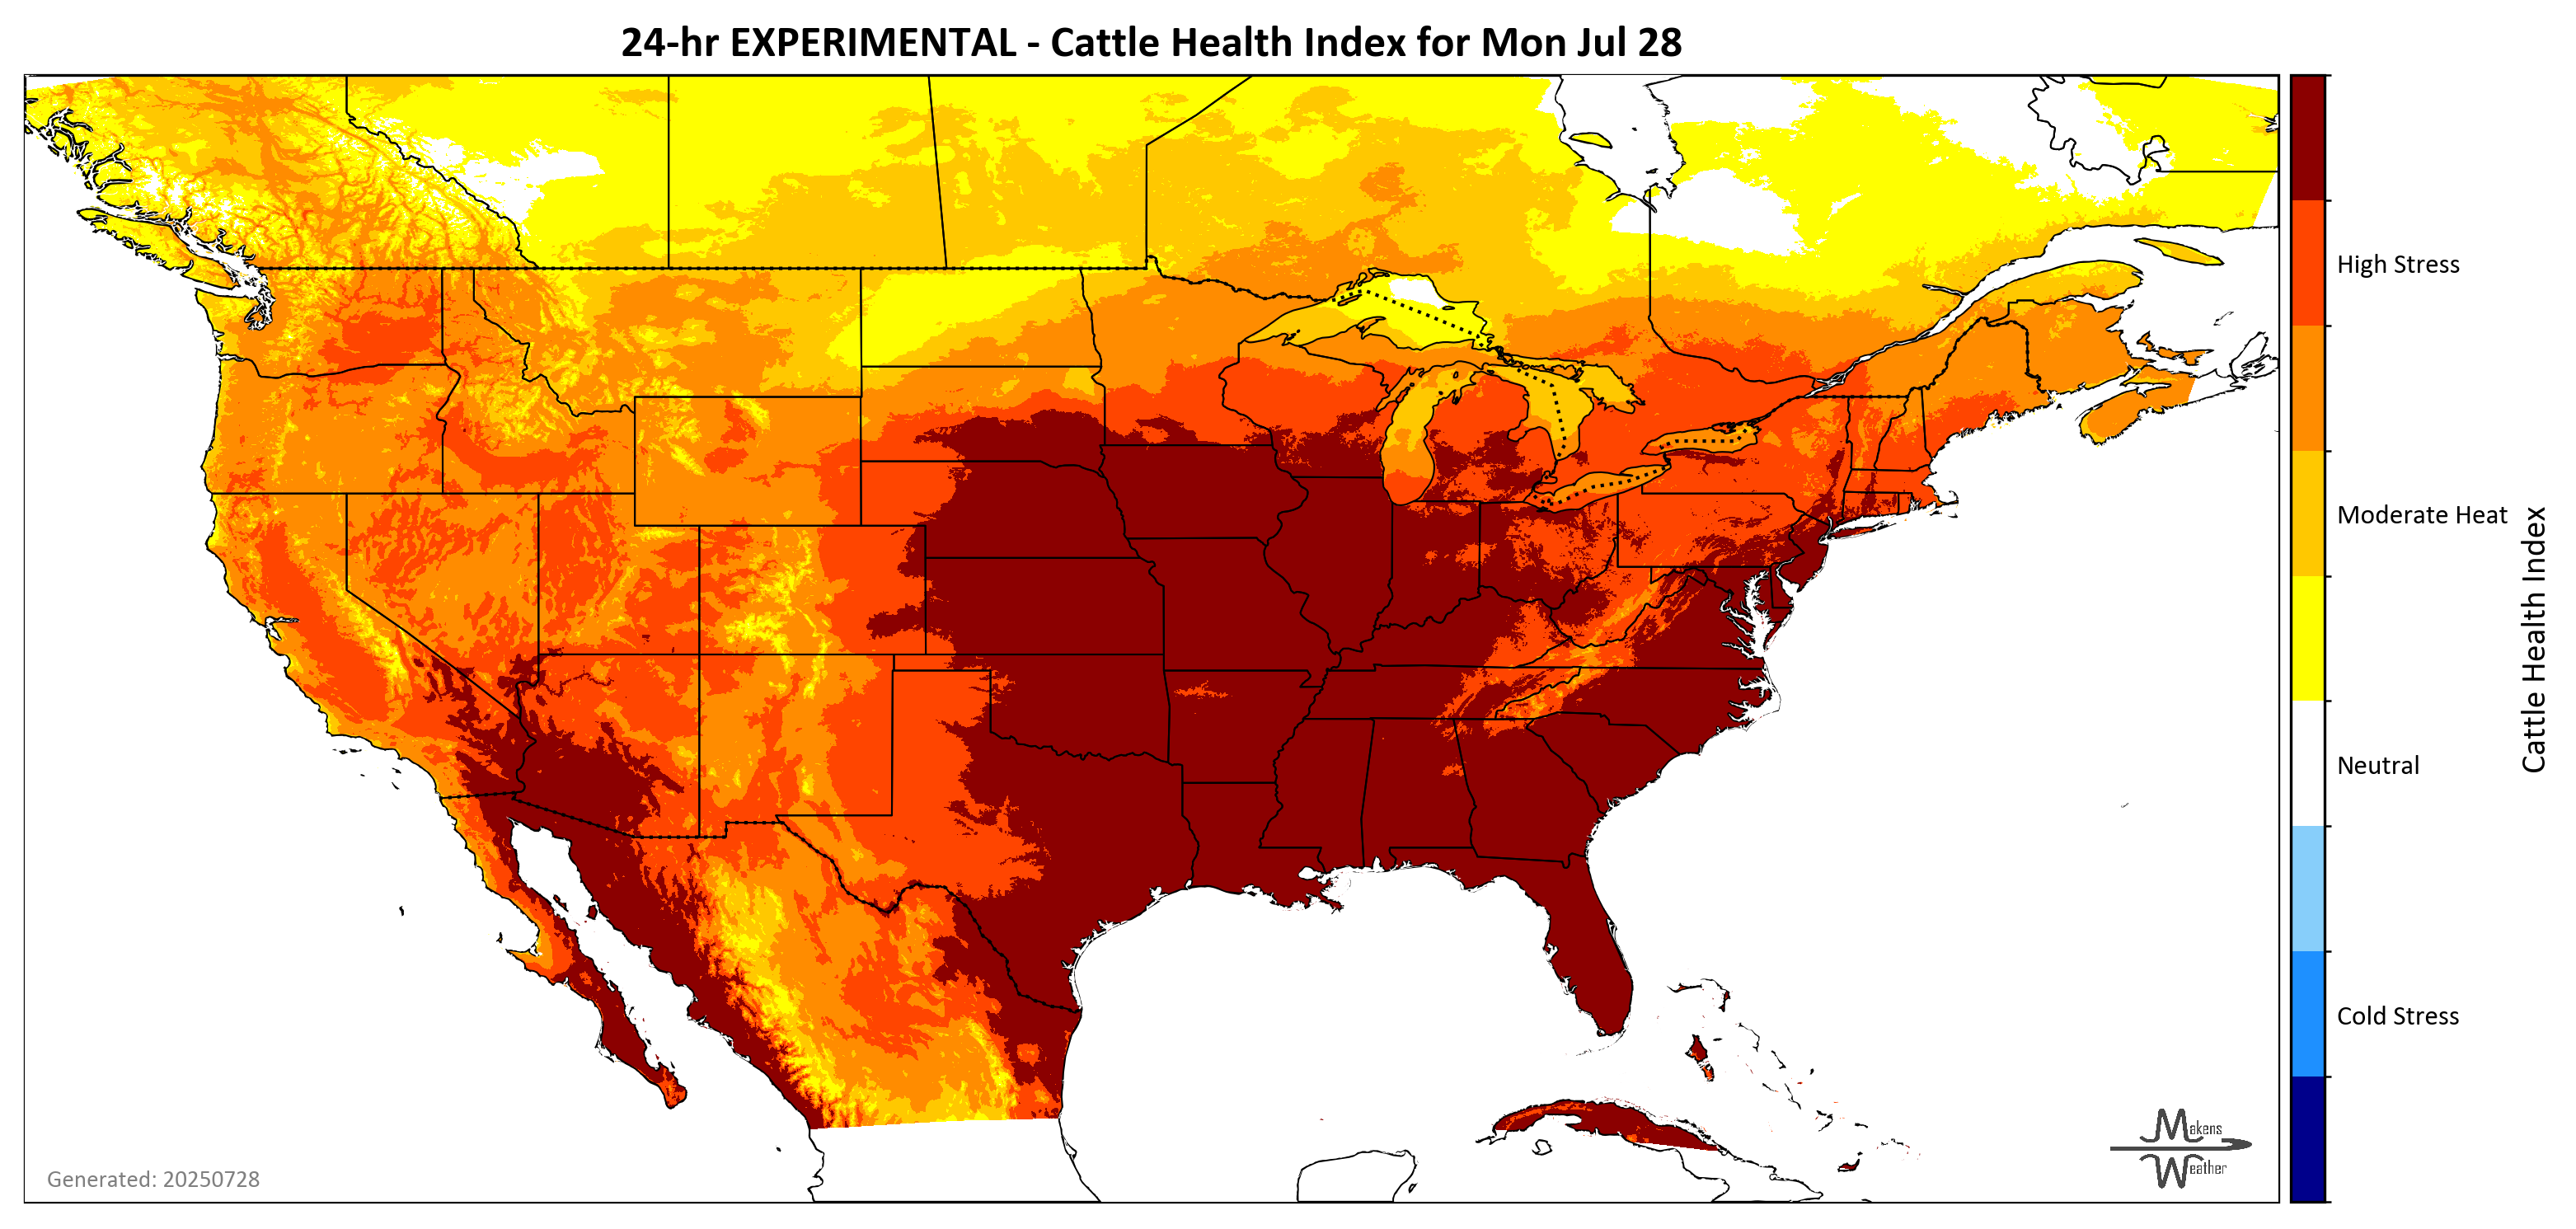 24-hr EXPERIMENTAL - Cattle Health Index for Mon Jul 28
High Stress
Moderate Heat
Neutral
Cold Stress
Cattle Health Index
Generated: 20250728
Makens
Weather